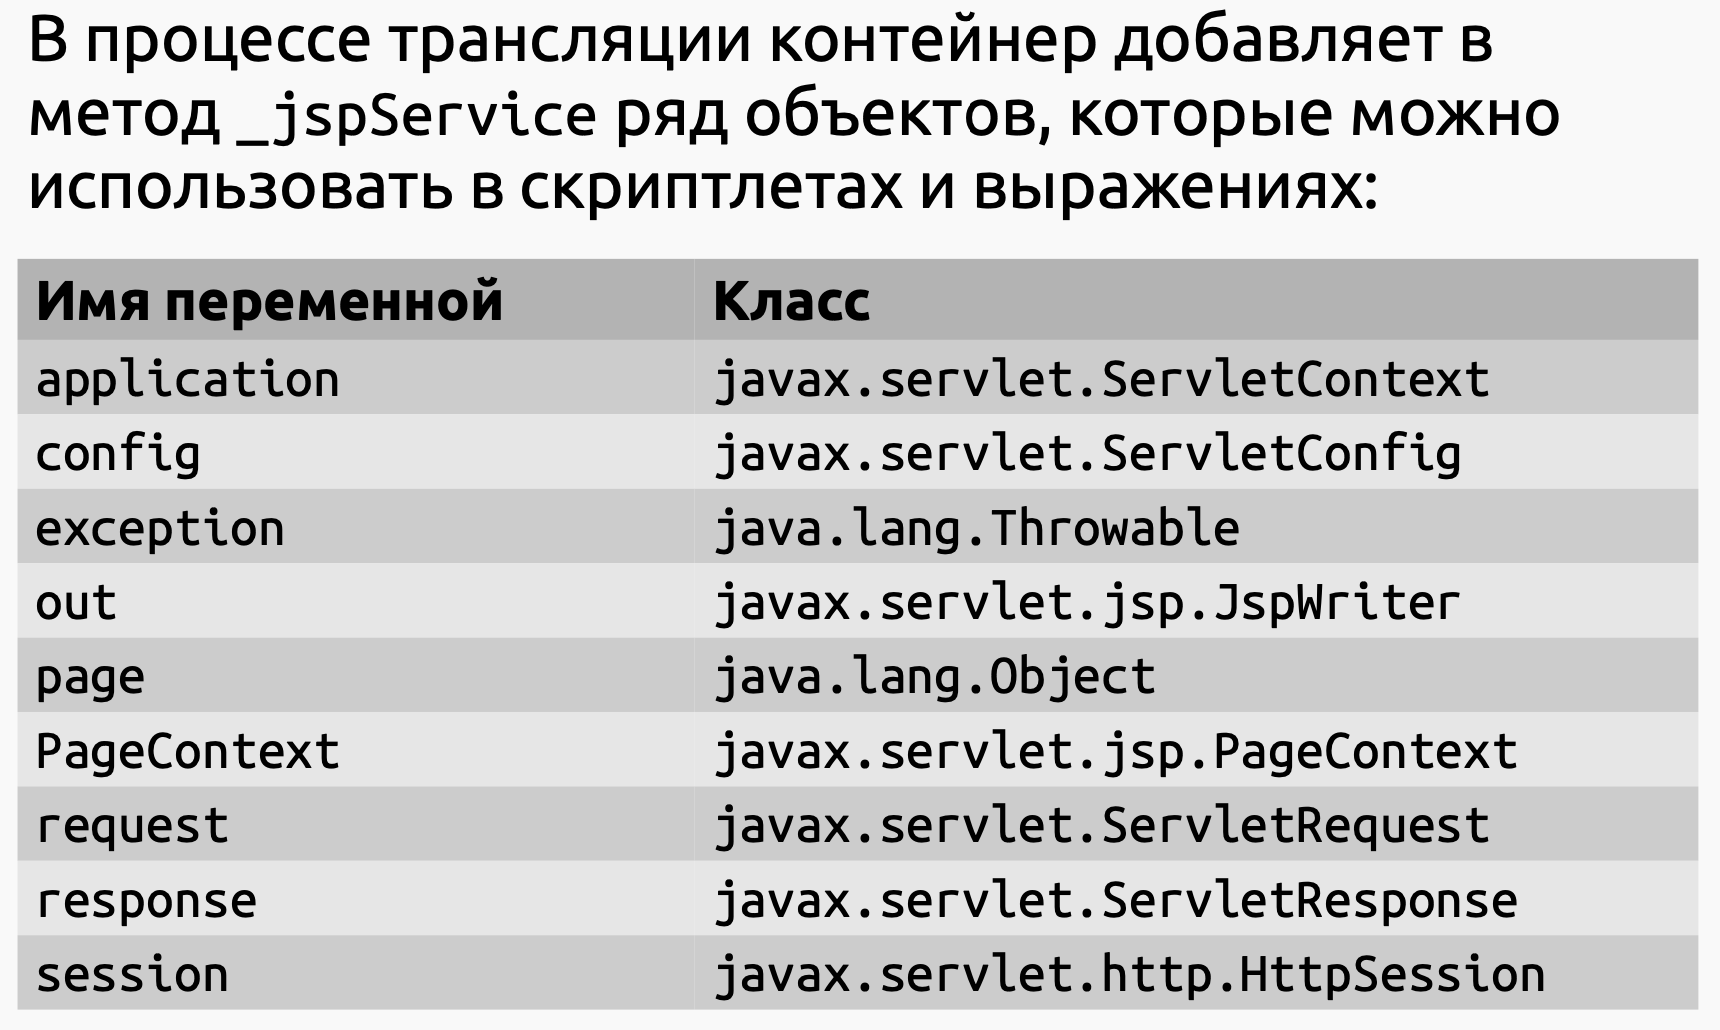 В процессе трансляции контейнер добавляет в
метод _jspService ряд объектов, которые можно
использовать в скриптлетах и выражениях:
Имя переменной Класс
application javax.servlet.ServletContext
config javax.servlet.ServletConfig
exception java.lang.Throwable
out javax.servlet.jsp.JspWriter
page java.lang.Object
PageContext javax.servlet.jsp.PageContext
request javax.servlet.ServletRequest
response javax.servlet.ServletResponse
session javax.servlet.http.HttpSession